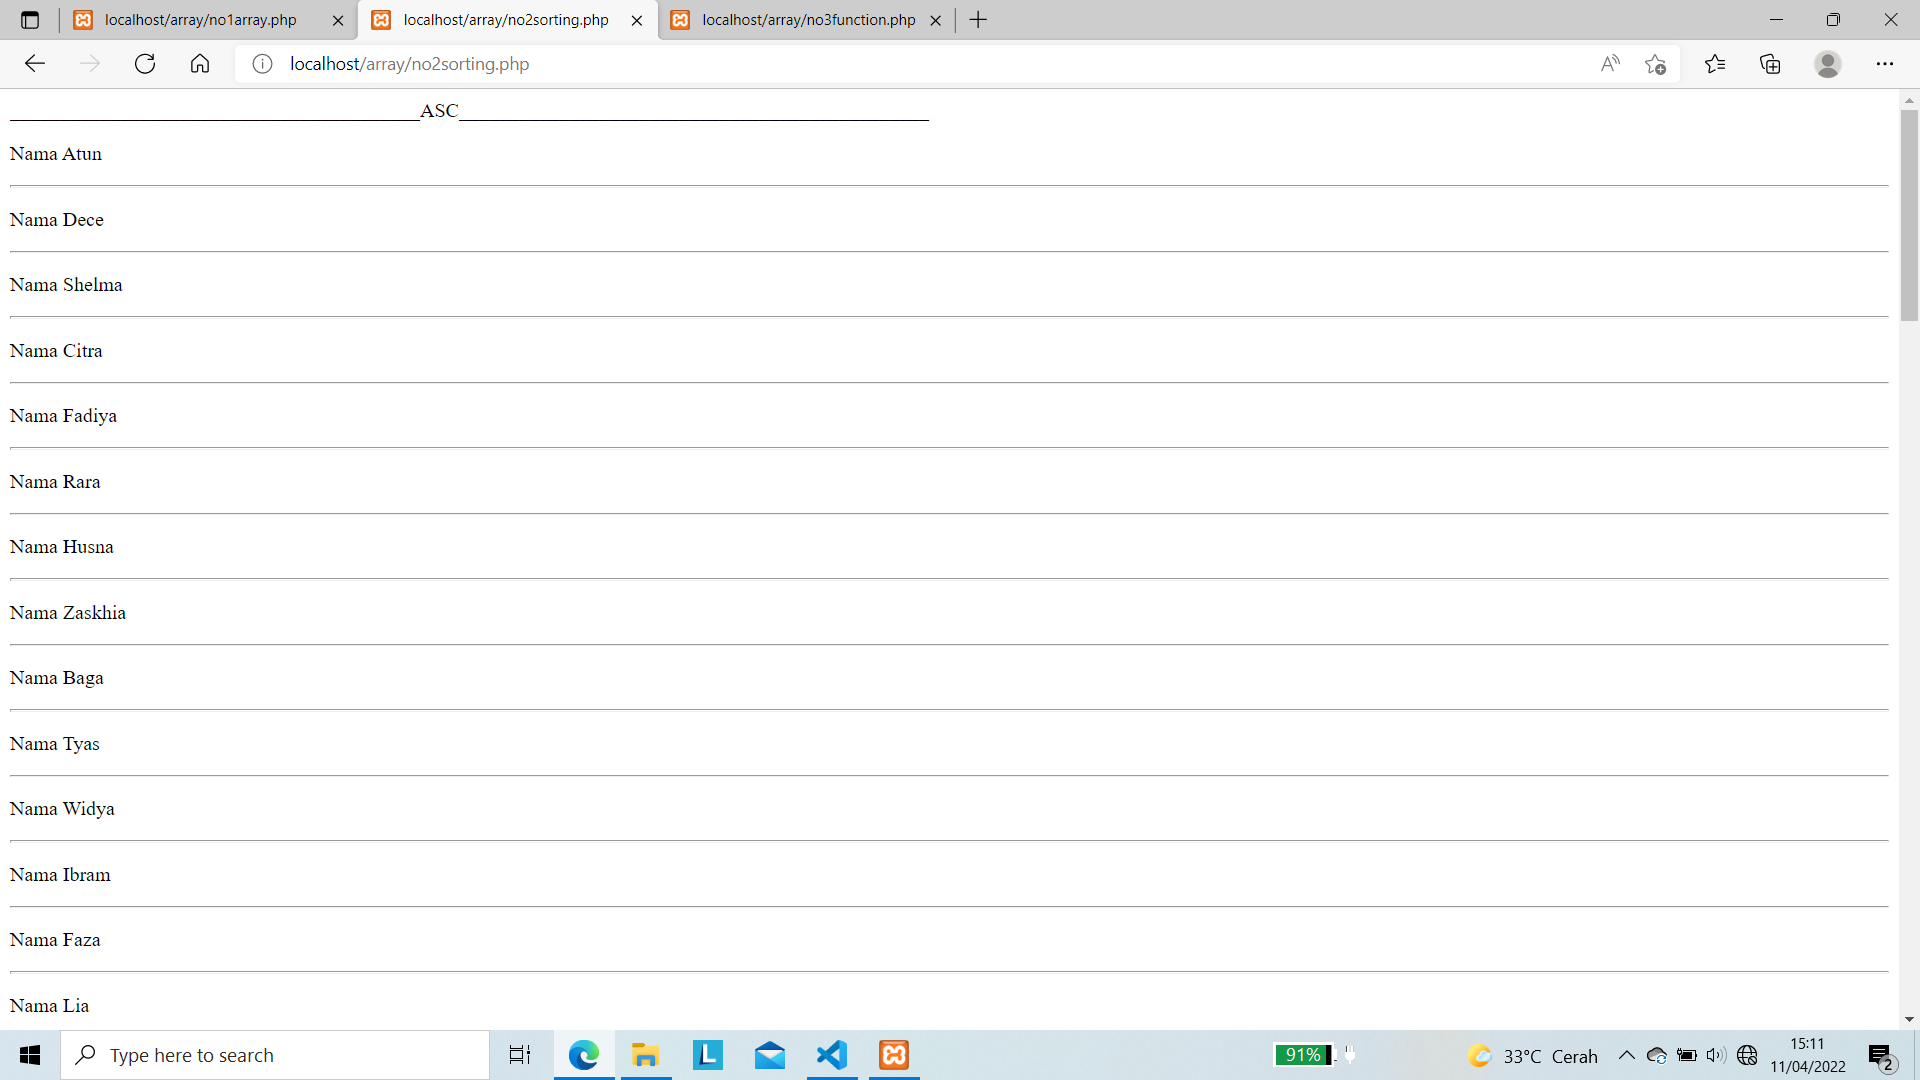 localhost/array/no1array.php
localhost/array/no2sorting.php
localhost/array/no3function.php
localhost/array/no2sorting.php
_________________________________________ASC_______________________________________________
Nama Atun
Nama Dece
Nama Shelma
Nama Citra
Nama Fadiya
Nama Rara
Nama Husna
Nama Zaskhia
Nama Baga
Nama Tyas
Nama Widya
Nama Ibram
Nama Faza
Nama Lia
Type here to search
L
91%
33°C Cerah
15:11
11/04/2022
2